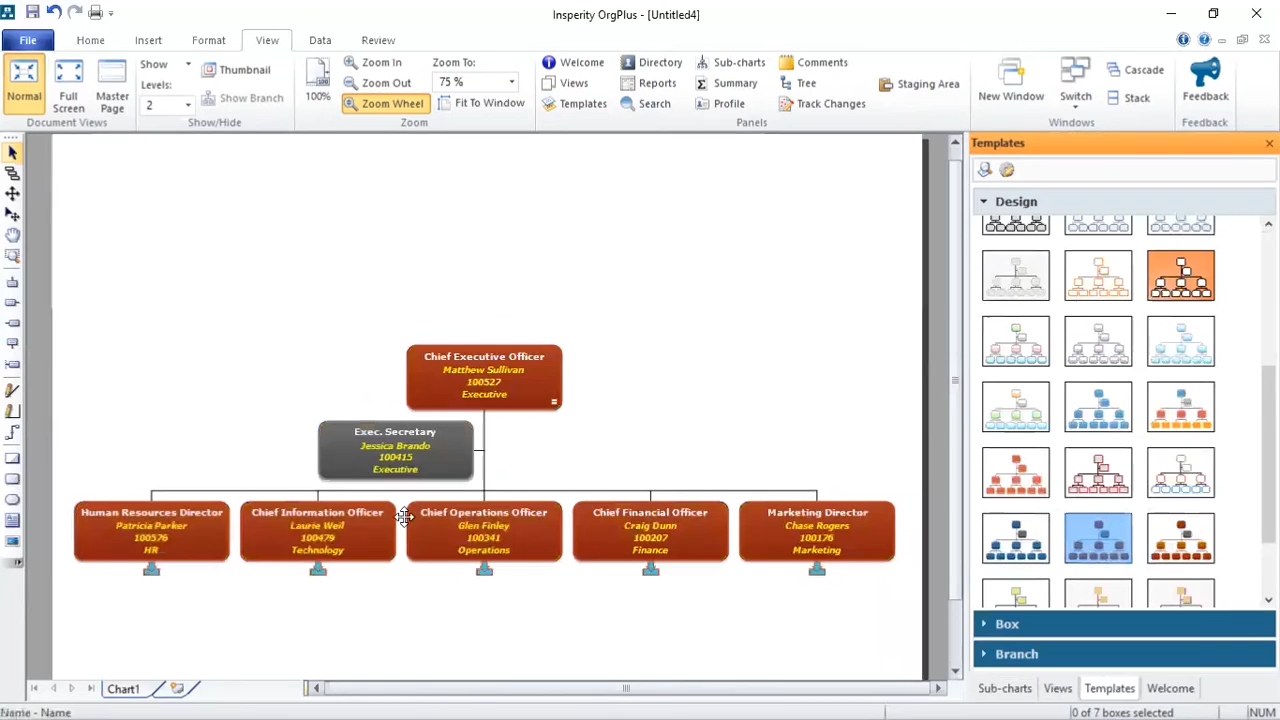 Insperity OrgPlus - [Untitled4]
File Home Insert Format View Data Review
Normal
Full Screen
Master Page
Document Views
Show
Levels:
2
Thumbnail
Show Branch
Show/Hide
100%
Zoom In
Zoom Out
Zoom Wheel
Zoom To:
75 %
Fit To Window
Zoom
Welcome
Views
Templates
Directory
Reports
Search
Sub-charts
Summary
Profile
Comments
Tree
Track Changes
Staging Area
Panels
New Window
Switch
Cascade
Stack
Windows
Feedback
Feedback
Chief Executive Officer
Matthew Sullivan
100527
Executive
Exec. Secretary
Jessica Brando
100415
Executive
Human Resources Director
Patricia Parker
100576
HR
Chief Information Officer
Laurie Weil
100479
Technology
Chief Operations Officer
Glen Finley
100341
Operations
Chief Financial Officer
Craig Dunn
100207
Finance
Marketing Director
Chase Rogers
100176
Marketing
Templates
Design
Box
Branch
Sub-charts Views Templates Welcome
Chart1
Name - Name
0 of 7 boxes selected
NUM